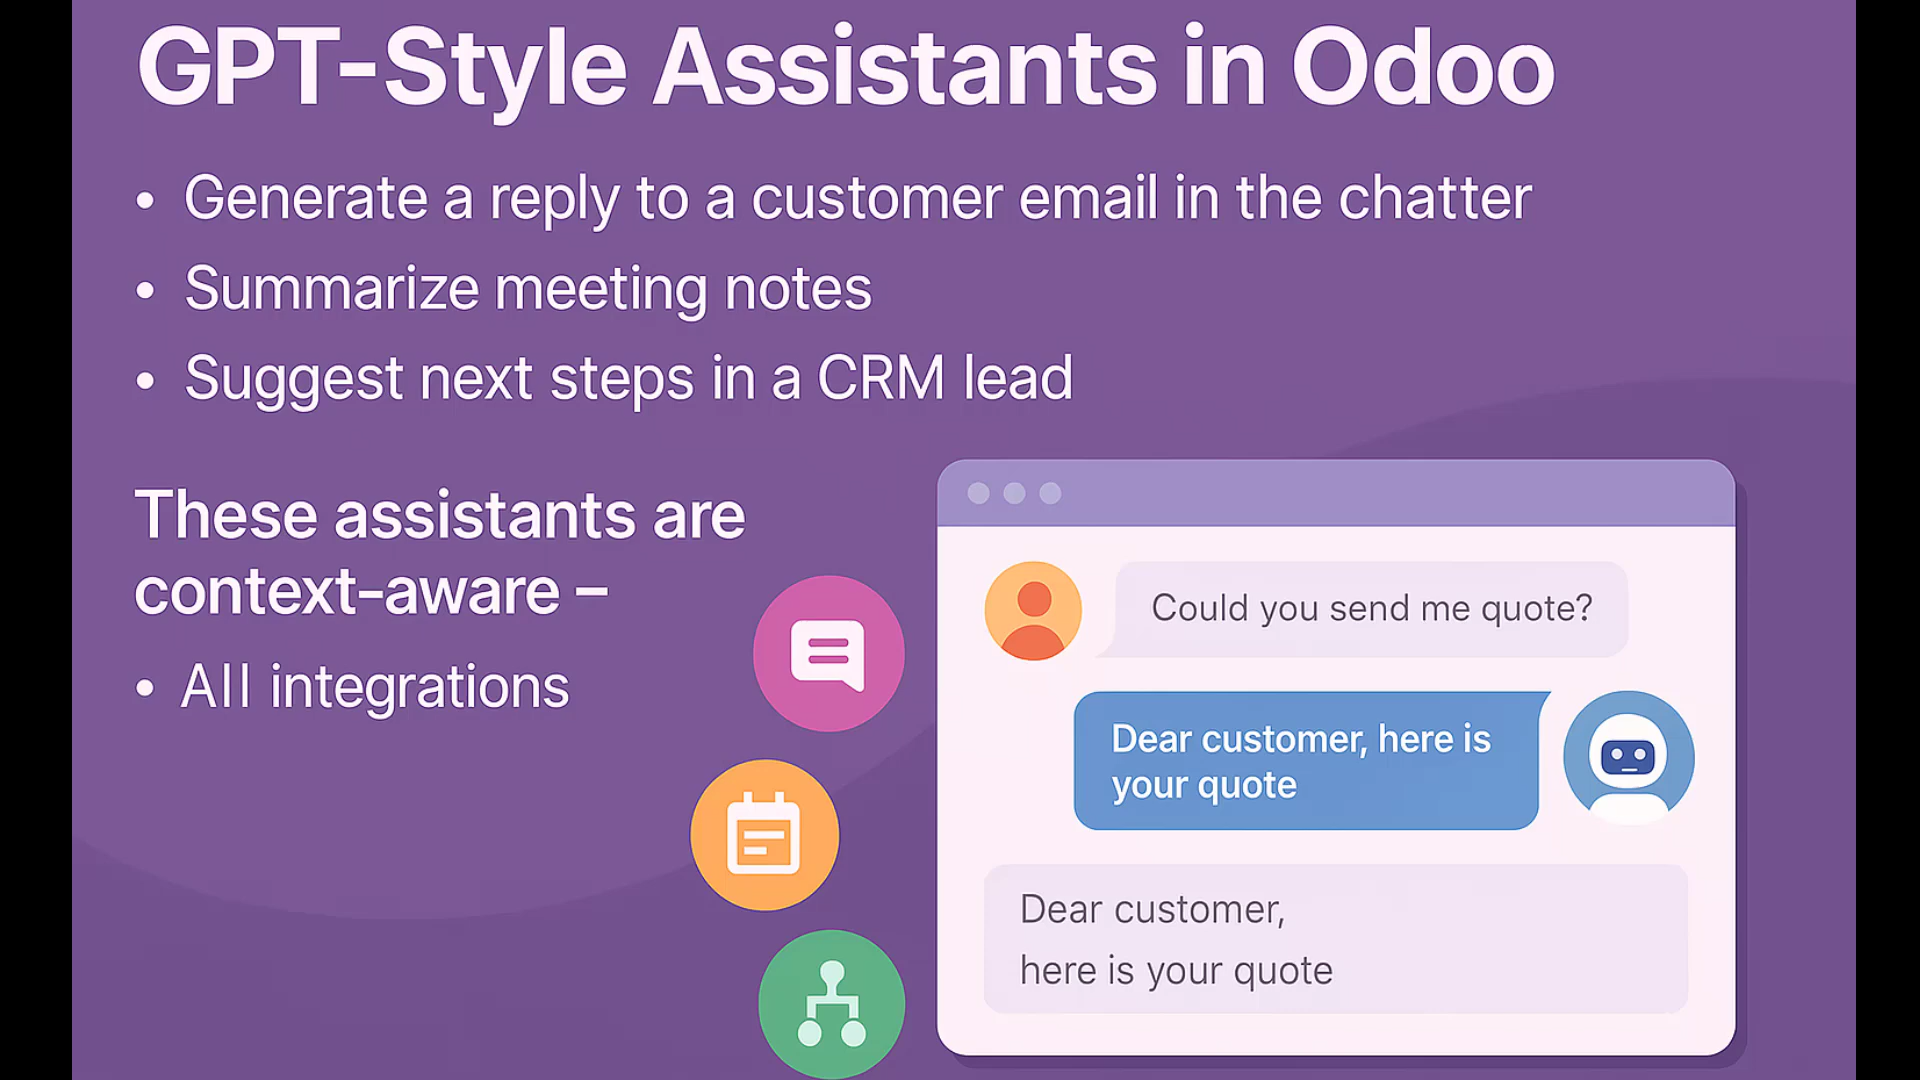 GPT-Style Assistants in Odoo
• Generate a reply to a customer email in the chatter
• Summarize meeting notes
• Suggest next steps in a CRM lead
These assistants are
context-aware –
• All integrations
Could you send me quote?
Dear customer, here is
your quote
Dear customer,
here is your quote